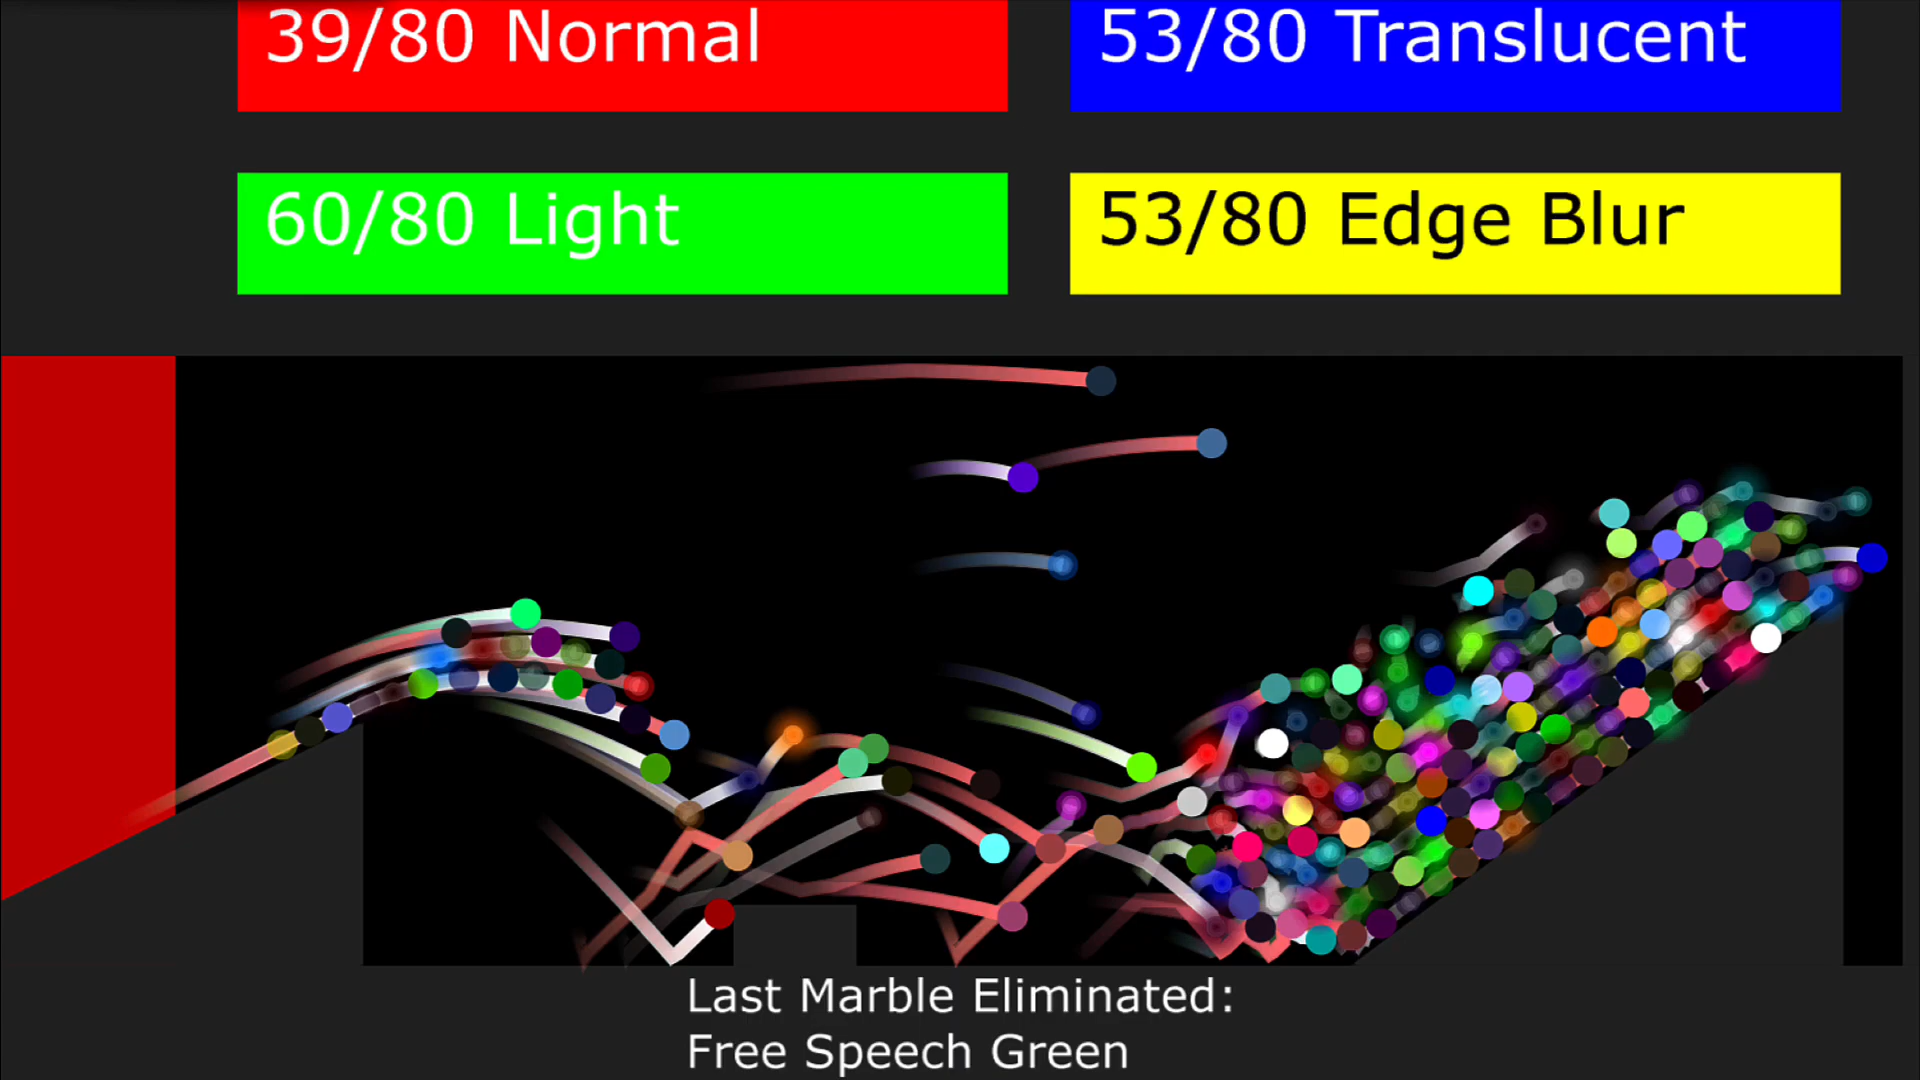 39/80 Normal
53/80 Translucent
60/80 Light
53/80 Edge Blur
Last Marble Eliminated:
Free Speech Green